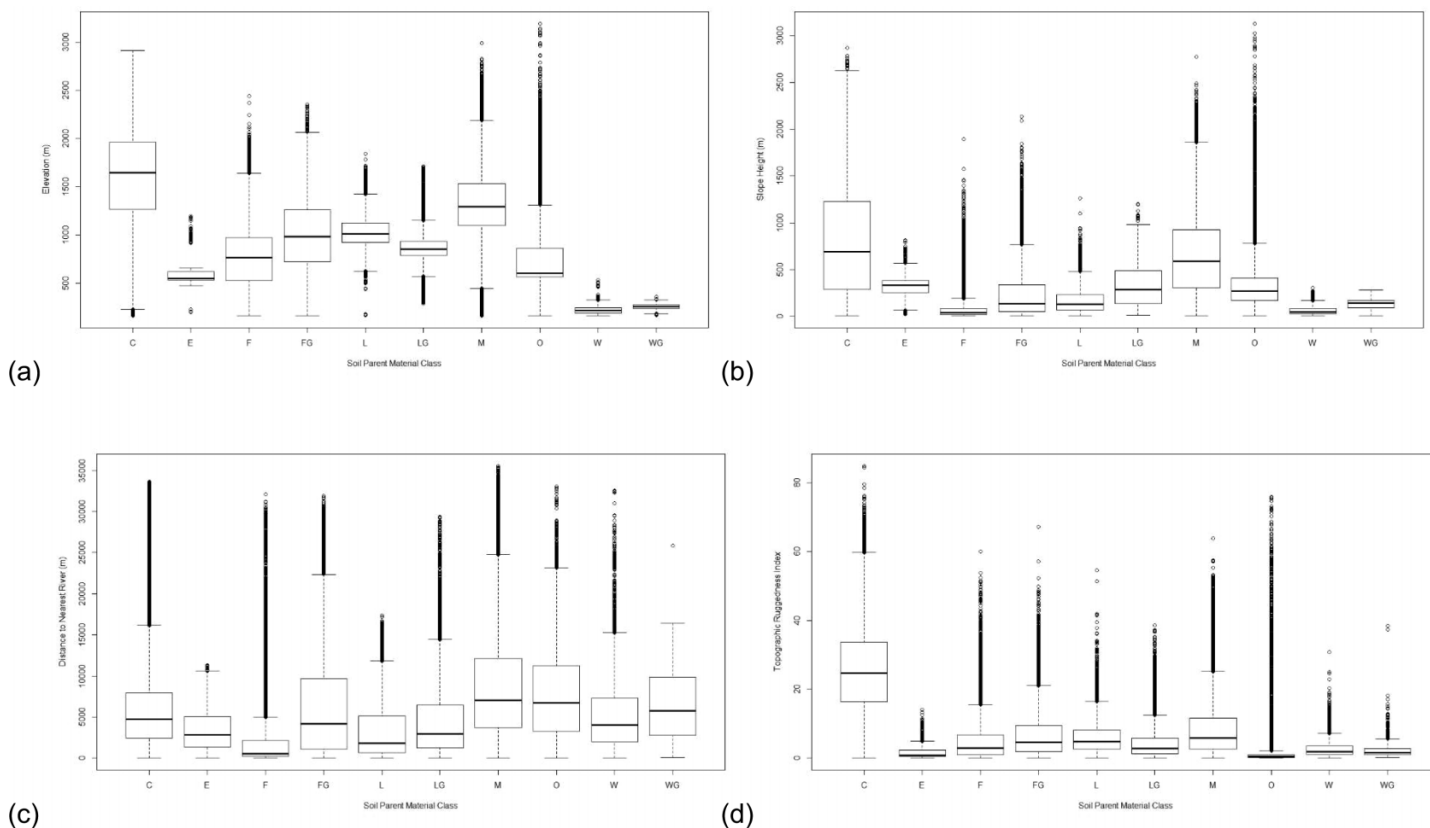 Elevation (m)
3000
2500
2000
1500
1000
500
C E F FG L LG M O W WG
Soil Parent Material Class
(a)
Slope Height (m)
3000
2500
2000
1500
1000
500
0
C E F FG L LG M O W WG
Soil Parent Material Class
(b)
Distance to Nearest River (m)
35000
30000
25000
20000
15000
10000
5000
0
C E F FG L LG M O W WG
Soil Parent Material Class
(c)
Topographic Ruggedness Index
80
60
40
20
0
C E F FG L LG M O W WG
Soil Parent Material Class
(d)